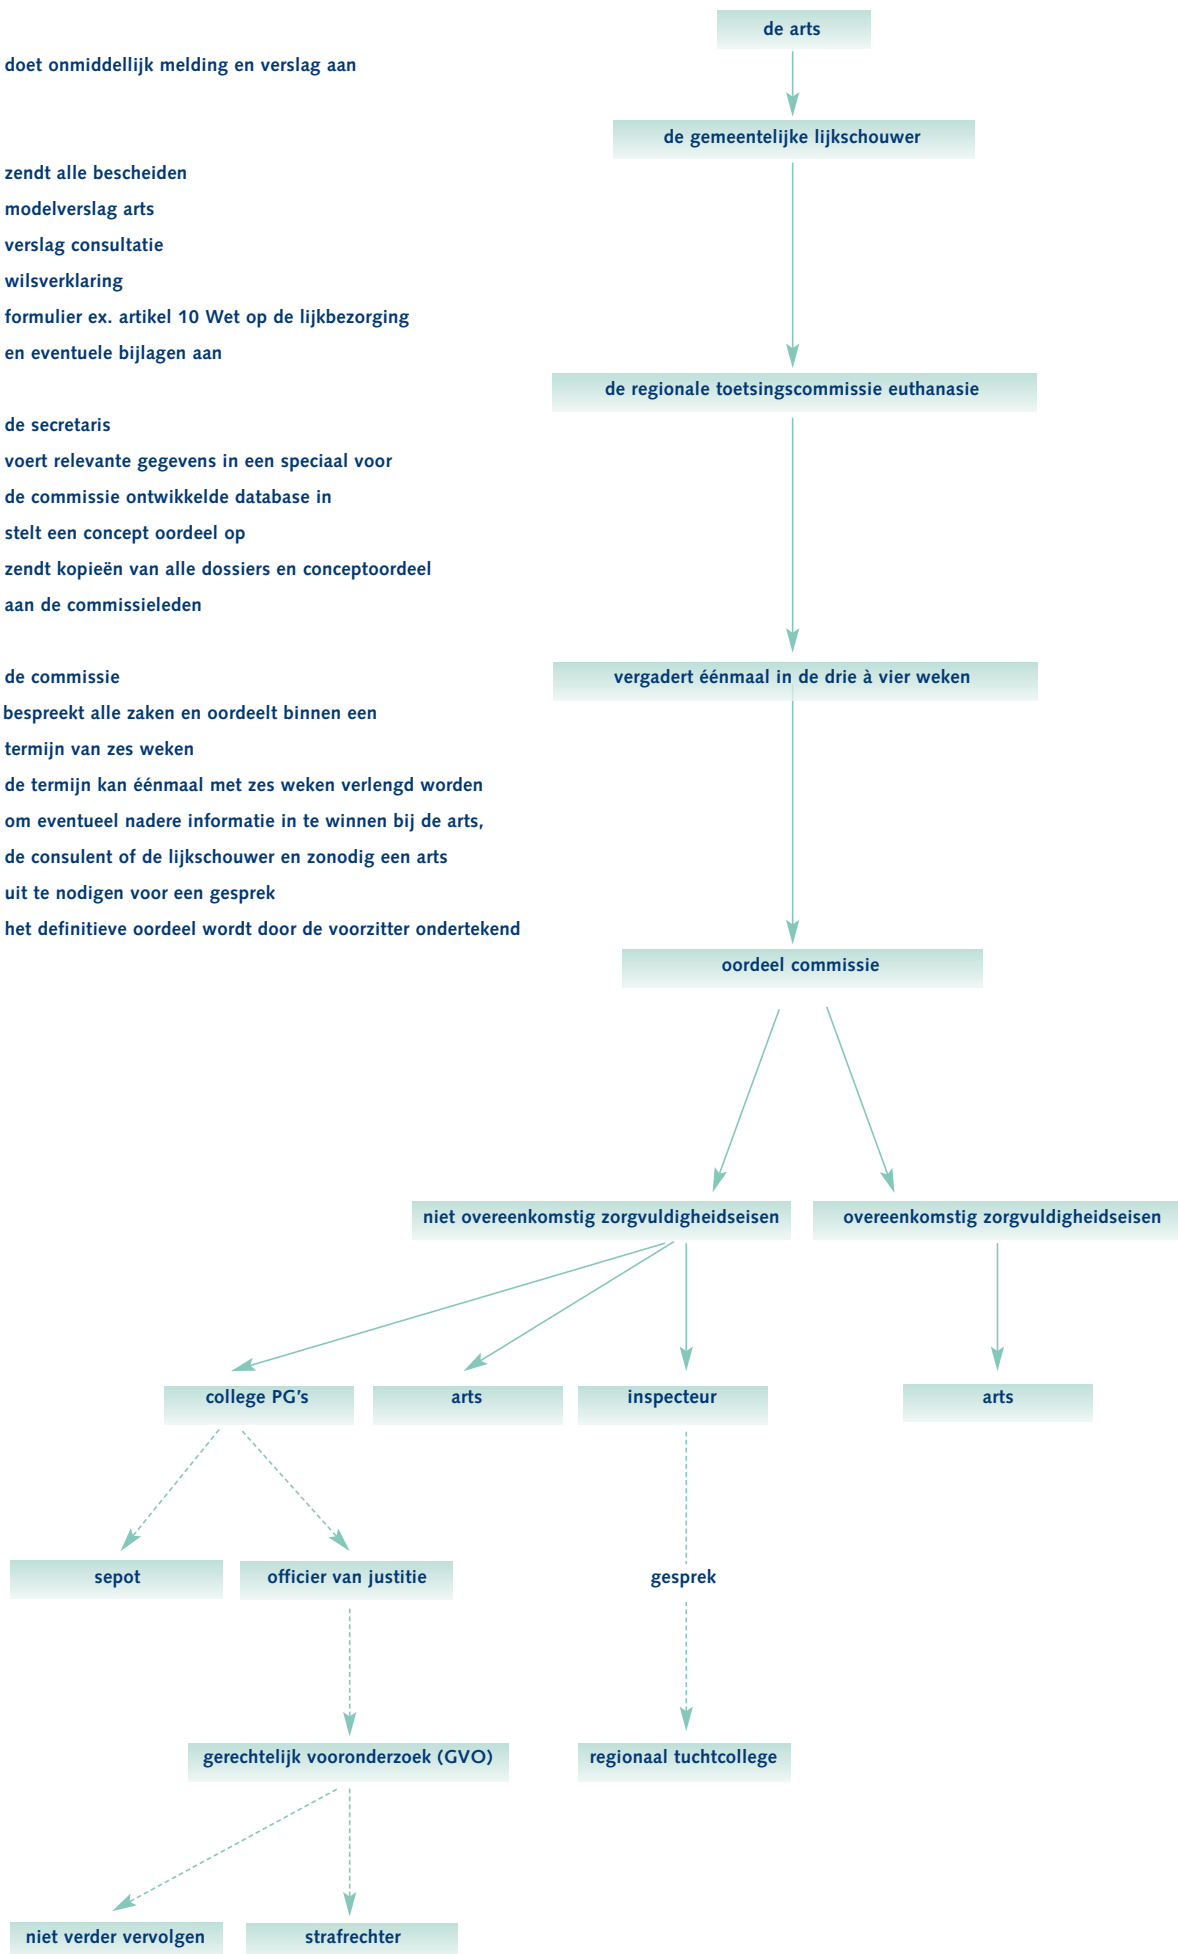 de arts
doet onmiddellijk melding en verslag aan
de gemeentelijke lijkschouwer
zendt alle bescheiden
modelverslag arts
verslag consultatie
wilsverklaring
formulier ex. artikel 10 Wet op de lijkbezorging
en eventuele bijlagen aan
de regionale toetsingscommissie euthanasie
de secretaris
voert relevante gegevens in een speciaal voor
de commissie ontwikkelde database in
stelt een concept oordeel op
zendt kopieën van alle dossiers en conceptoordeel
aan de commissieleden
de commissie
vergadert éénmaal in de drie à vier weken
bespreekt alle zaken en oordeelt binnen een
termijn van zes weken
de termijn kan éénmaal met zes weken verlengd worden
om eventueel nadere informatie in te winnen bij de arts,
de consulent of de lijkschouwer en zonodig een arts
uit te nodigen voor een gesprek
het definitieve oordeel wordt door de voorzitter ondertekend
oordeel commissie
niet overeenkomstig zorgvuldigheidseisen
overeenkomstig zorgvuldigheidseisen
college PG's
arts
inspecteur
arts
sepot
officier van justitie
gesprek
gerechtelijk vooronderzoek (GVO)
regionaal tuchtcollege
niet verder vervolgen
strafrechter